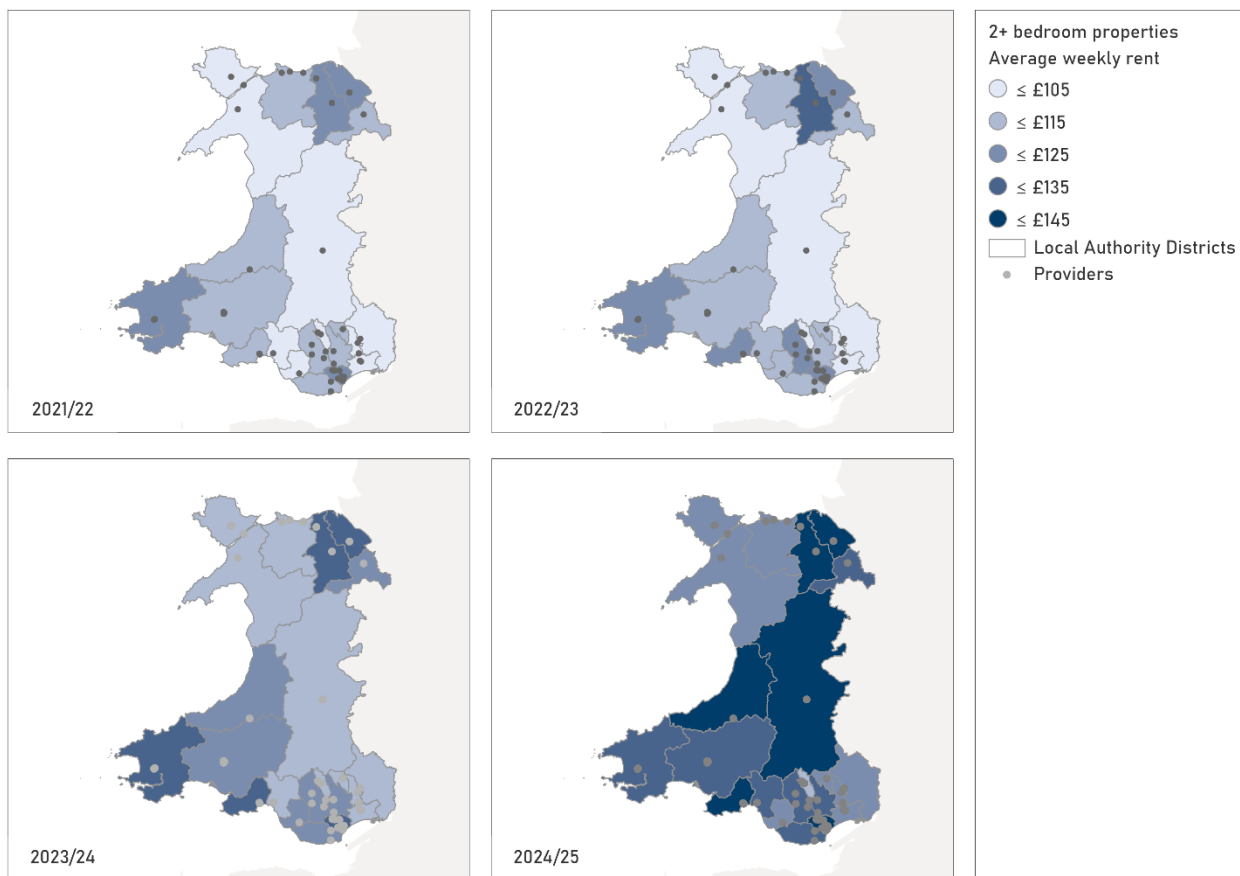 2021/22
2022/23
2023/24
2024/25
2+ bedroom properties
Average weekly rent
≤ £105
≤ £115
≤ £125
≤ £135
≤ £145
Local Authority Districts
Providers